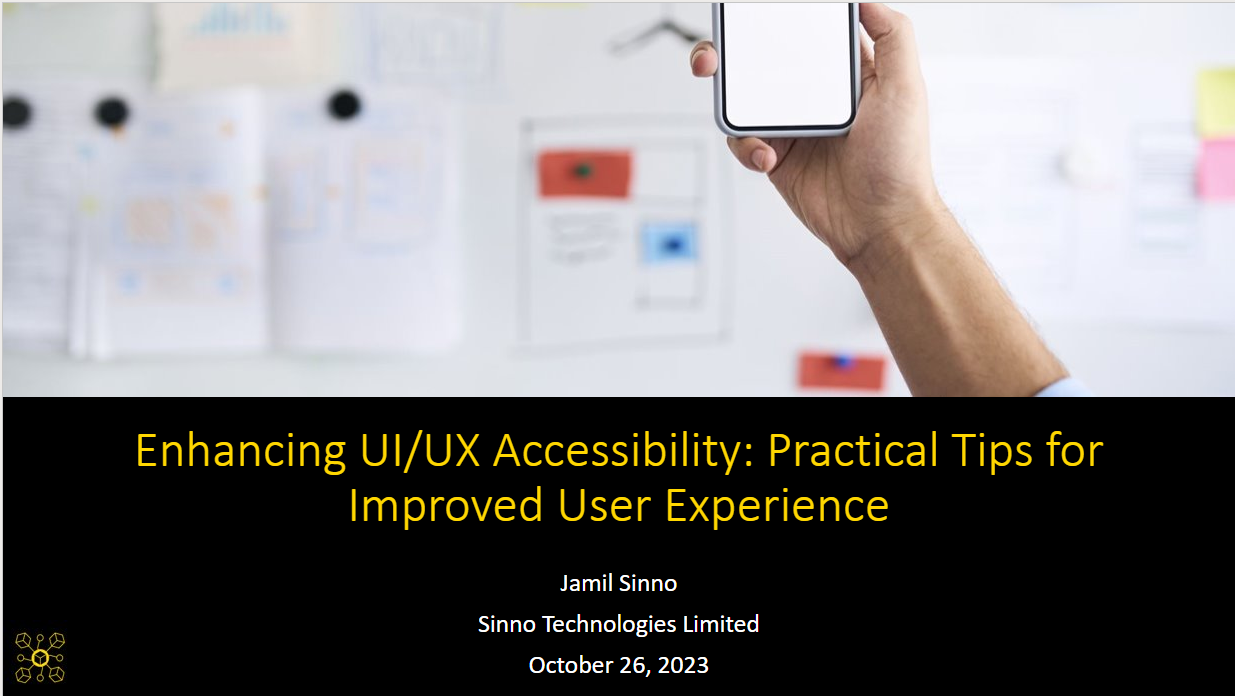 Enhancing UI/UX Accessibility: Practical Tips for
Improved User Experience
Jamil Sinno
Sinno Technologies Limited
October 26, 2023